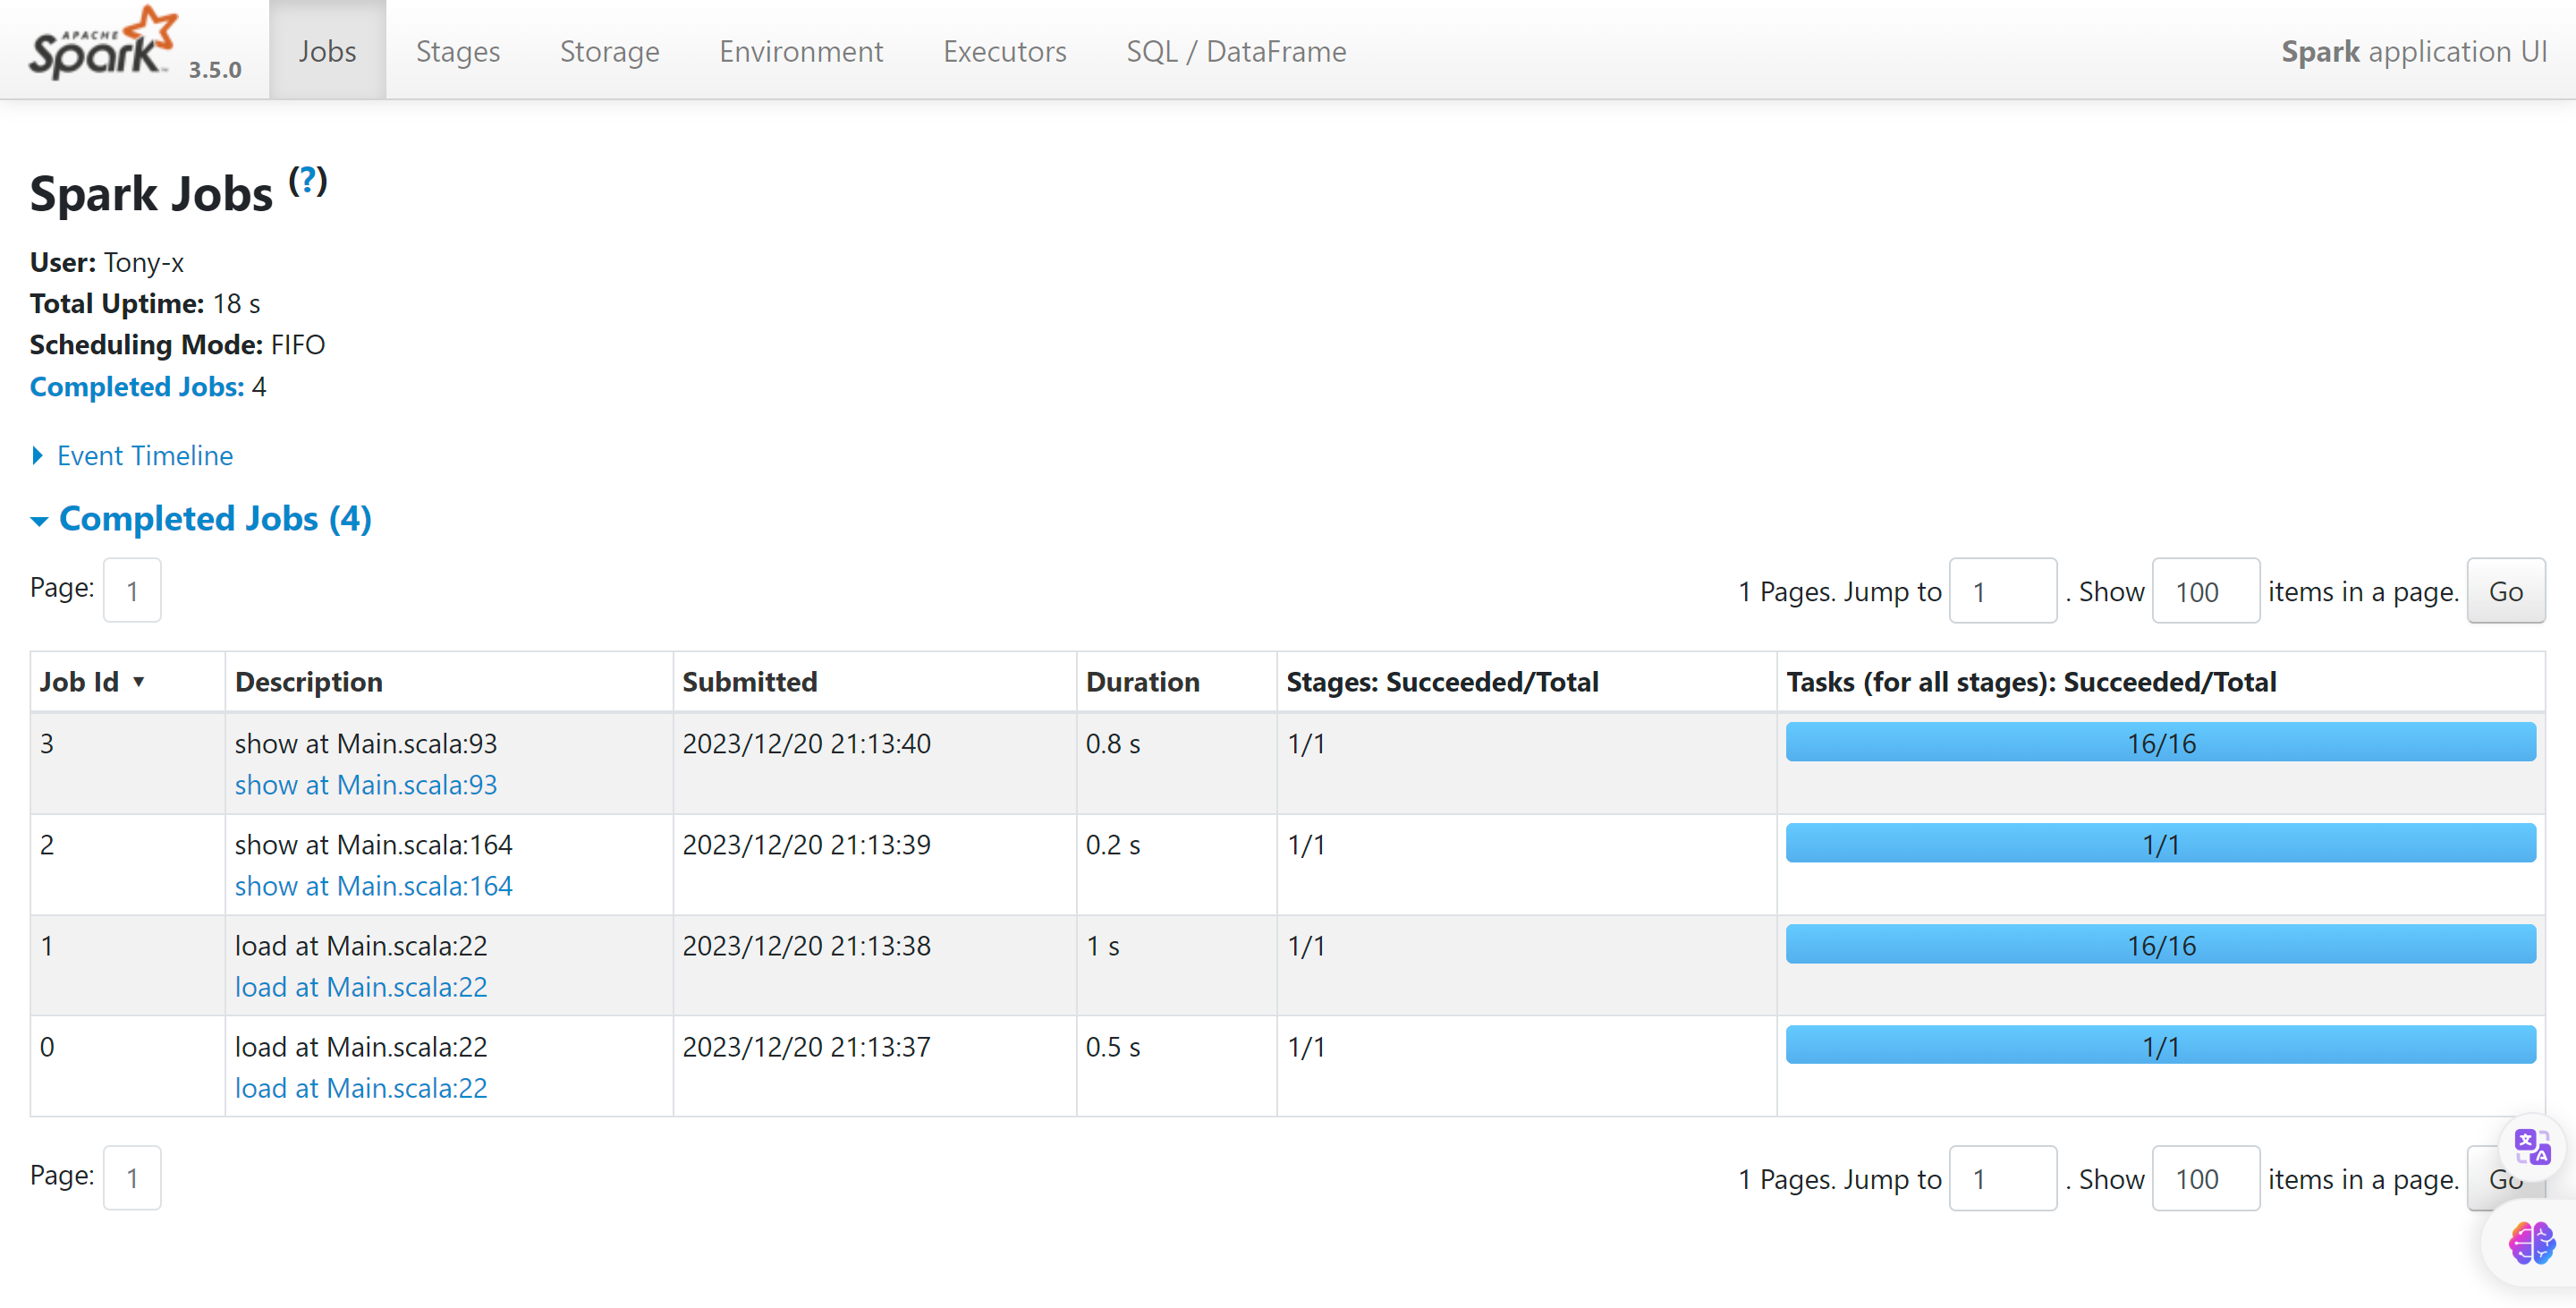 APACHE Spark 3.5.0 Jobs Stages Storage Environment Executors SQL / DataFrame Spark application UI
Spark Jobs (?)
User: Tony-x
Total Uptime: 18 s
Scheduling Mode: FIFO
Completed Jobs: 4
Event Timeline
Completed Jobs (4)
Page: 1 1 Pages. Jump to 1 . Show 100 items in a page. Go
Job Id ▾ Description Submitted Duration Stages: Succeeded/Total Tasks (for all stages): Succeeded/Total
3 show at Main.scala:93 2023/12/20 21:13:40 0.8 s 1/1 16/16
show at Main.scala:93
2 show at Main.scala:164 2023/12/20 21:13:39 0.2 s 1/1 1/1
show at Main.scala:164
1 load at Main.scala:22 2023/12/20 21:13:38 1 s 1/1 16/16
load at Main.scala:22
0 load at Main.scala:22 2023/12/20 21:13:37 0.5 s 1/1 1/1
load at Main.scala:22
Page: 1 1 Pages. Jump to 1 . Show 100 items in a page. Go
文 A